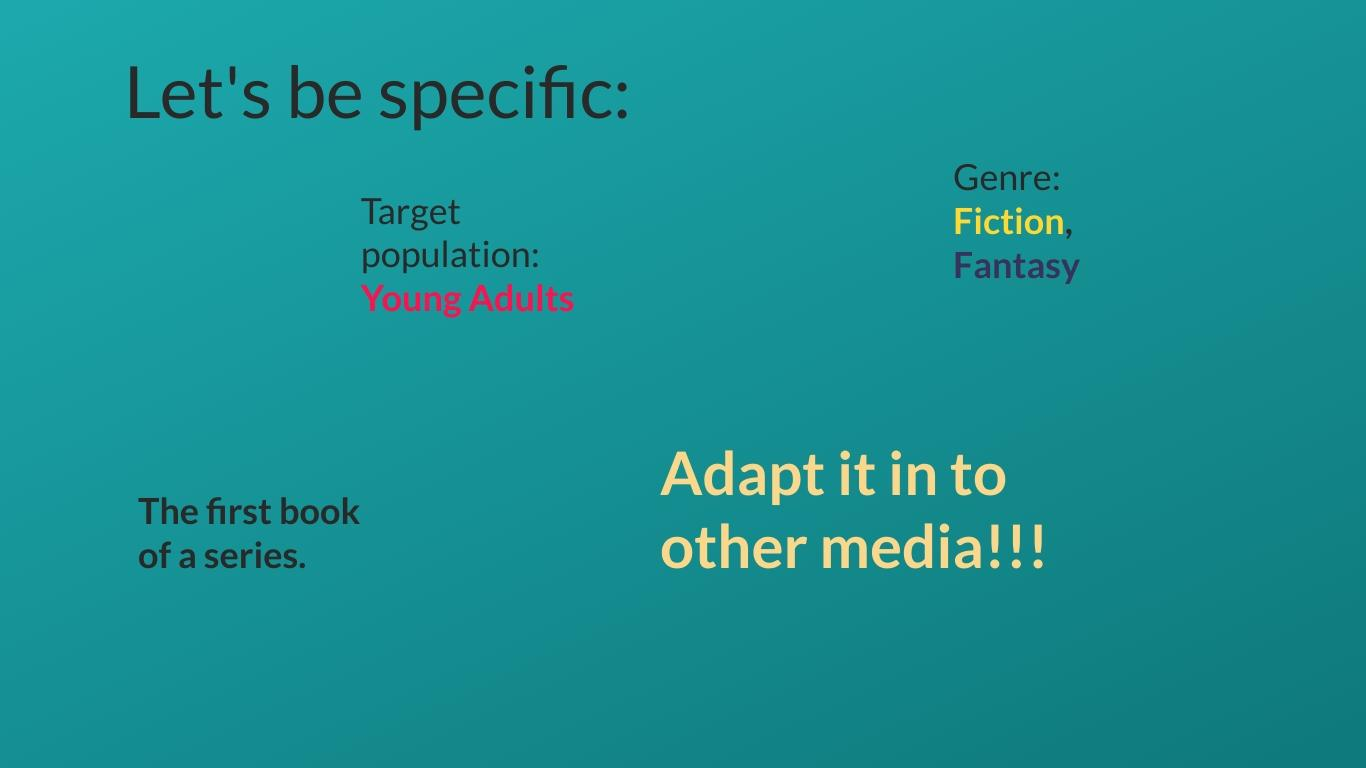 Let's be specific:
Target
population:
Young Adults
Genre:
Fiction,
Fantasy
The first book
of a series.
Adapt it in to
other media!!!